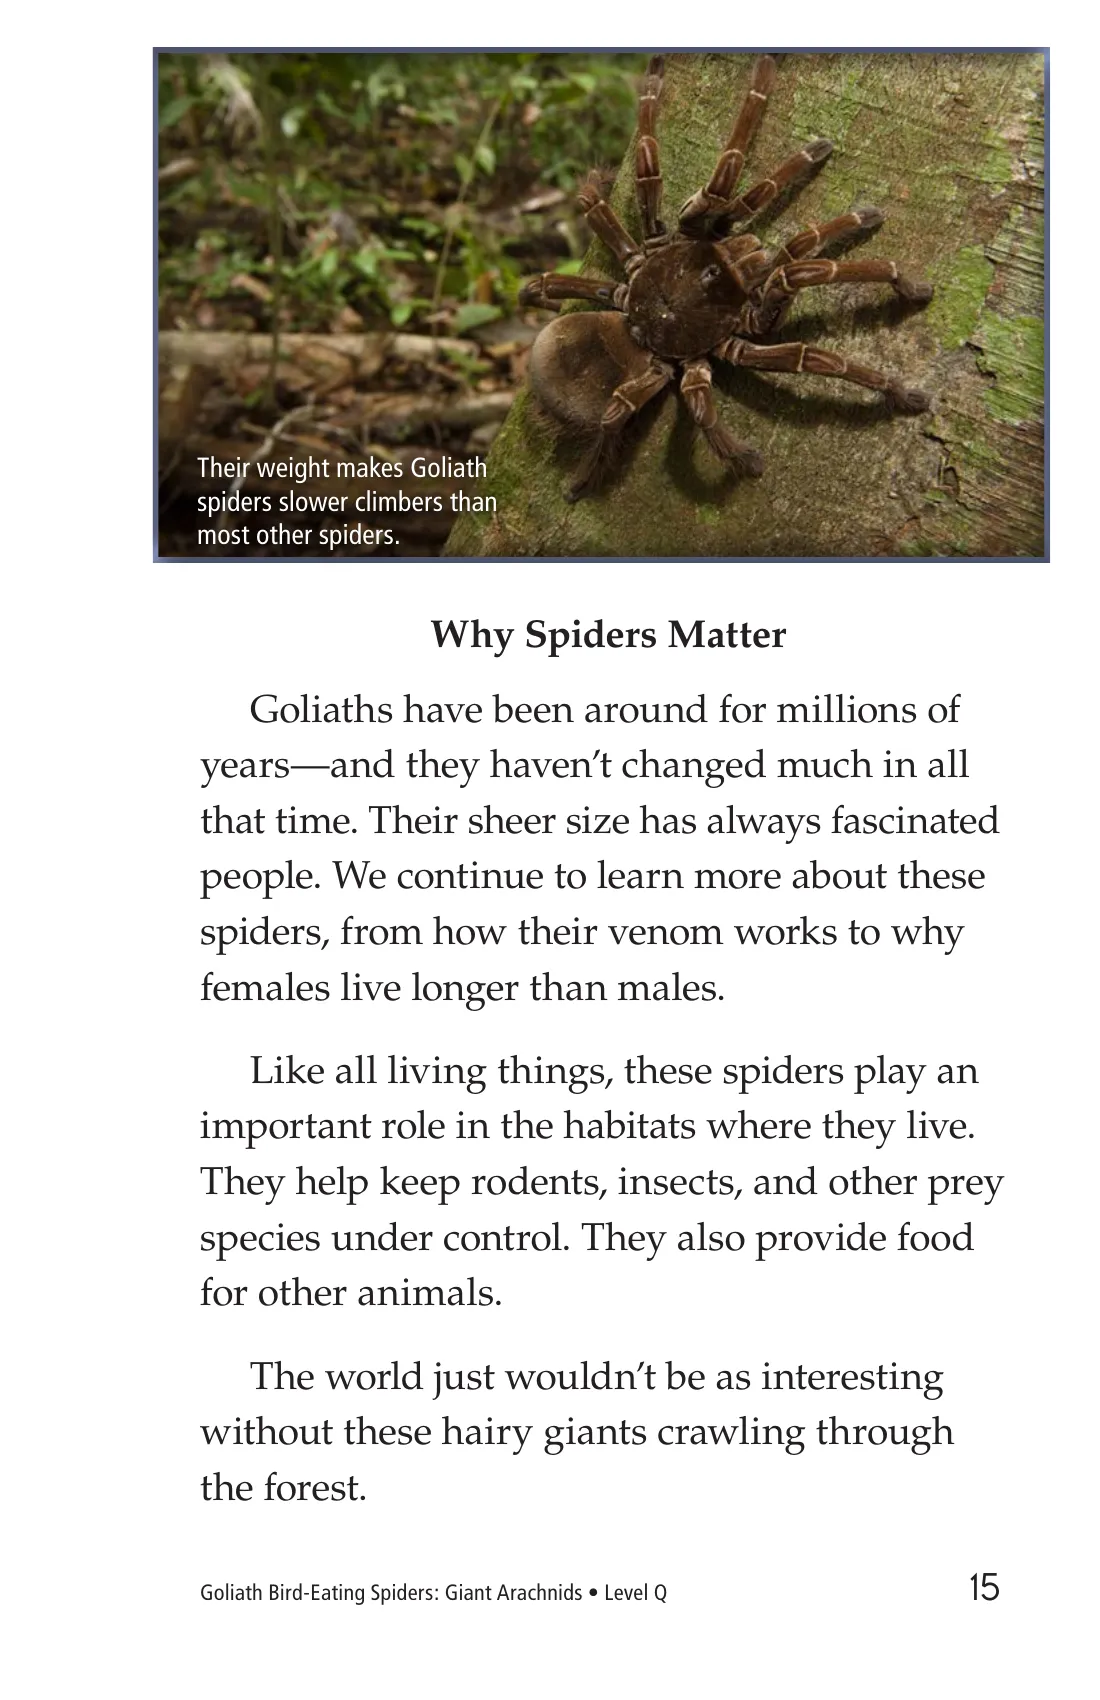 Their weight makes Goliath
spiders slower climbers than
most other spiders.
Why Spiders Matter
Goliaths have been around for millions of
years—and they haven’t changed much in all
that time. Their sheer size has always fascinated
people. We continue to learn more about these
spiders, from how their venom works to why
females live longer than males.
Like all living things, these spiders play an
important role in the habitats where they live.
They help keep rodents, insects, and other prey
species under control. They also provide food
for other animals.
The world just wouldn’t be as interesting
without these hairy giants crawling through
the forest.
Goliath Bird-Eating Spiders: Giant Arachnids • Level Q 15